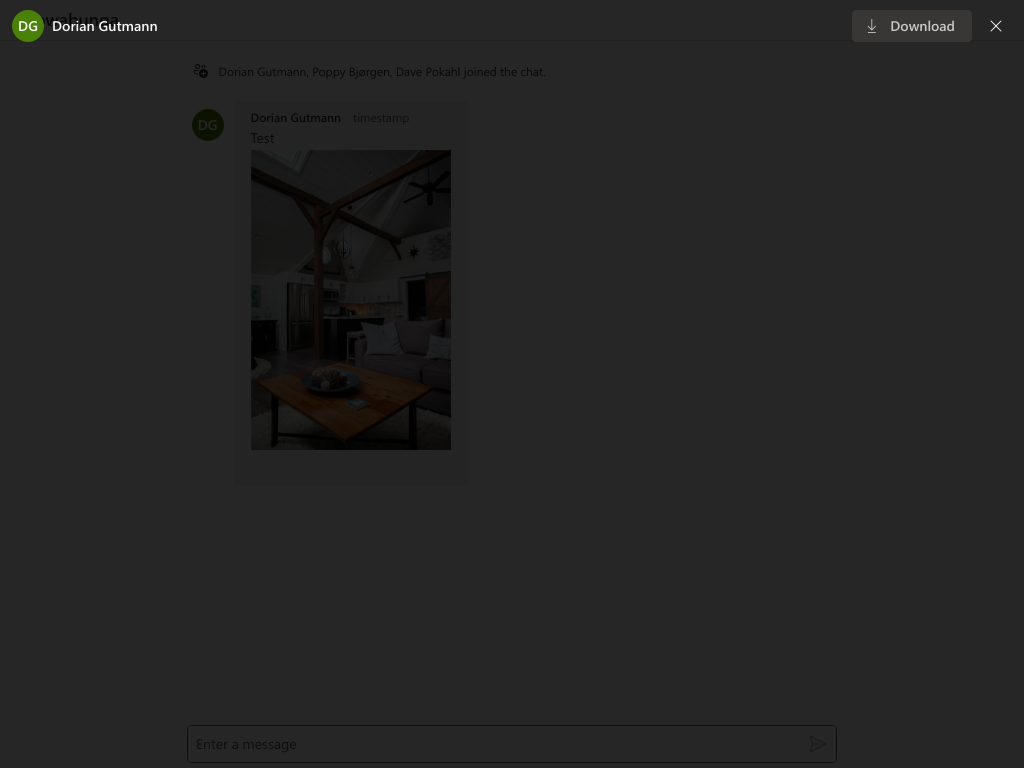 DG Dorian Gutmann
Download
Dorian Gutmann, Poppy Bjørgen, Dave Pokahl joined the chat.
DG
Dorian Gutmann timestamp
Test
Enter a message